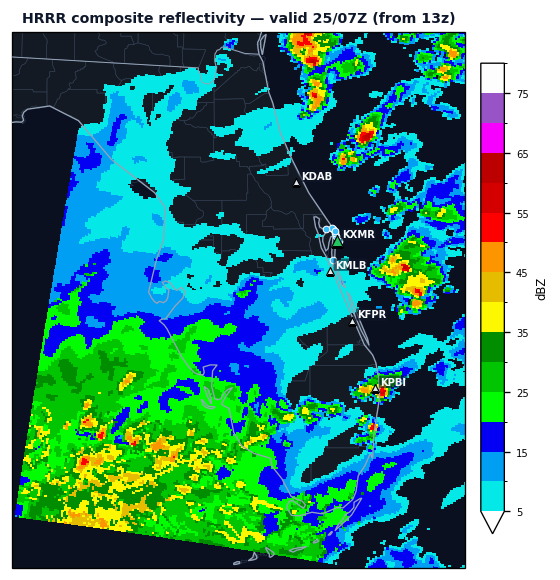 HRRR composite reflectivity — valid 25/07Z (from 13z)
KDAB
KXMR
KMLB
KFPR
KPBI
75
65
55
45
35
25
15
5
dBZ